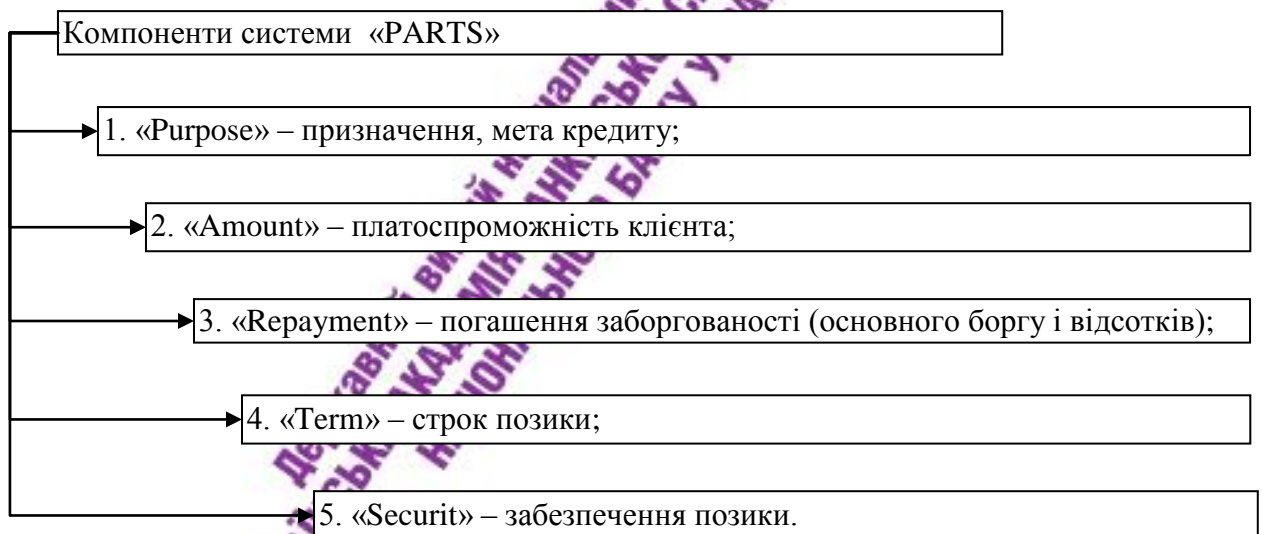 Компоненти системи «PARTS»
1. «Purpose» – призначення, мета кредиту;
2. «Amount» – платоспроможність клієнта;
3. «Repayment» – погашення заборгованості (основного боргу і відсотків);
4. «Term» – строк позики;
5. «Securit» – забезпечення позики.